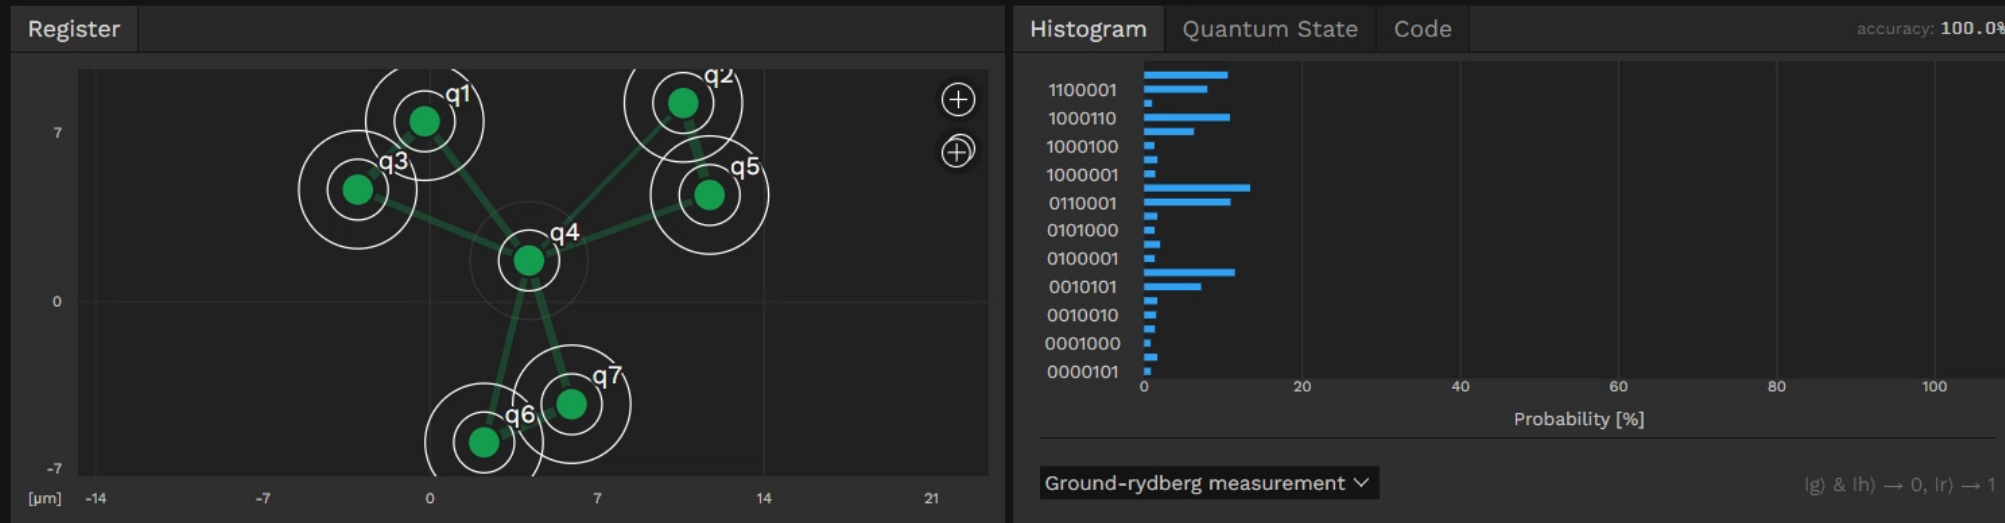 Register
q1
q2
q3
q5
q4
q7
q6
7
0
-7
[µm] -14 -7 0 7 14 21
Histogram Quantum State Code accuracy: 100.0%
1100001
1000110
1000100
1000001
0110001
0101000
0100001
0010101
0010010
0001000
0000101
0 20 40 60 80 100
Probability [%]
Ground-rydberg measurement
|g⟩ & |h⟩ → 0, |r⟩ → 1